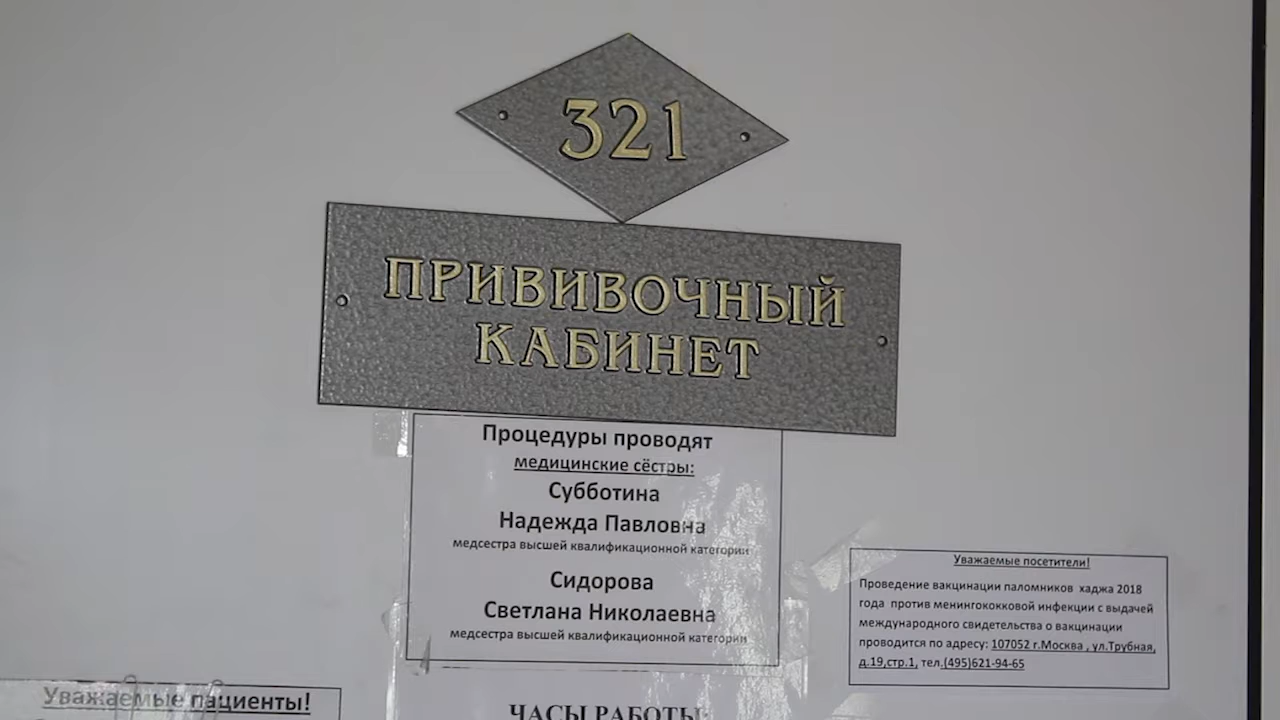 321
ПРИВИВОЧНЫЙ
КАБИНЕТ
Процедуры проводят
медицинские сёстры:
Субботина
Надежда Павловна
медсестра высшей квалификационной категории
Сидорова
Светлана Николаевна
медсестра высшей квалификационной категории
Уважаемые посетители!
Проведение вакцинации паломников хаджа 2018
года против менингококковой инфекции с выдачей
международного свидетельства о вакцинации
проводится по адресу: 107052 г.Москва , ул.Трубная,
д.19,стр.1, тел.(495)621-94-65
Уважаемые пациенты!
ЧАСЫ РАБОТЫ: